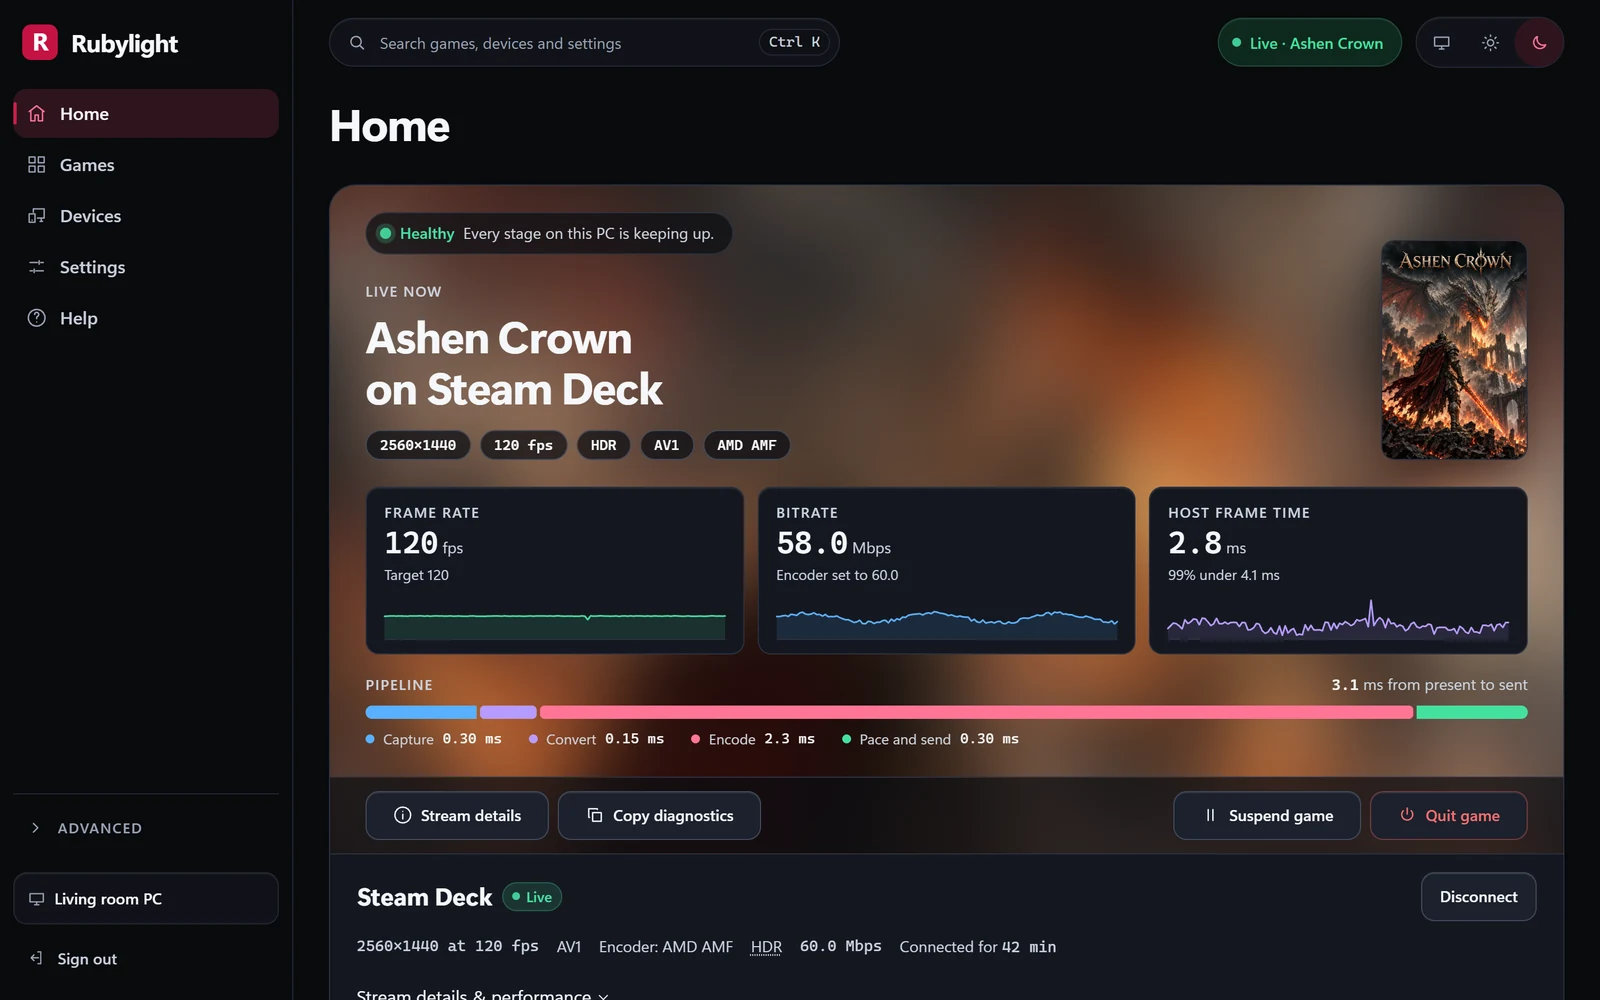 R Rubylight
Search games, devices and settings
Ctrl K
Live · Ashen Crown
Home
Games
Devices
Settings
Help
Home
Healthy Every stage on this PC is keeping up.
LIVE NOW
Ashen Crown
on Steam Deck
2560×1440 120 fps HDR AV1 AMD AMF
ASHEN CROWN
FRAME RATE
120 fps
Target 120
BITRATE
58.0 Mbps
Encoder set to 60.0
HOST FRAME TIME
2.8 ms
99% under 4.1 ms
PIPELINE
3.1 ms from present to sent
Capture 0.30 ms Convert 0.15 ms Encode 2.3 ms Pace and send 0.30 ms
Stream details
Copy diagnostics
Suspend game
Quit game
Steam Deck Live
Disconnect
2560×1440 at 120 fps AV1 Encoder: AMD AMF HDR 60.0 Mbps Connected for 42 min
Stream details & performance
ADVANCED
Living room PC
Sign out